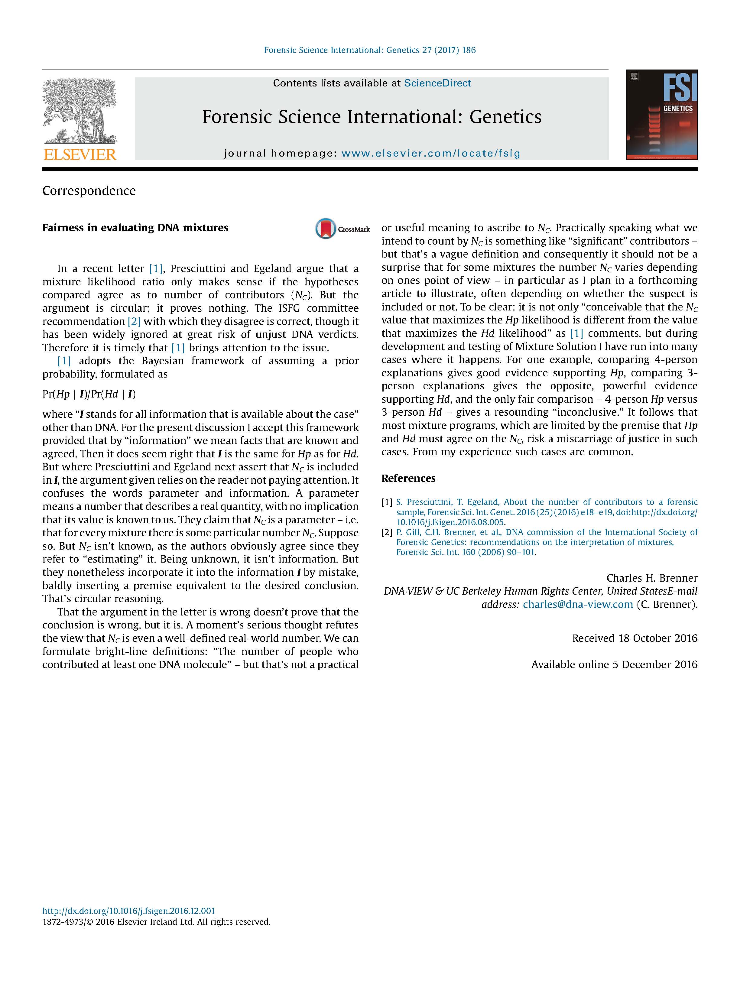 Forensic Science International: Genetics 27 (2017) 186
Contents lists available at ScienceDirect
Forensic Science International: Genetics
journal homepage: www.elsevier.com/locate/fsig
NON SOLUS
ELSEVIER
FSI
GENETICS
Correspondence
Fairness in evaluating DNA mixtures
CrossMark
In a recent letter [1], Presciuttini and Egeland argue that a
mixture likelihood ratio only makes sense if the hypotheses
compared agree as to number of contributors (NC). But the
argument is circular; it proves nothing. The ISFG committee
recommendation [2] with which they disagree is correct, though it
has been widely ignored at great risk of unjust DNA verdicts.
Therefore it is timely that [1] brings attention to the issue.
[1] adopts the Bayesian framework of assuming a prior
probability, formulated as
Pr(Hp | I)/Pr(Hd | I)
where “I stands for all information that is available about the case”
other than DNA. For the present discussion I accept this framework
provided that by “information” we mean facts that are known and
agreed. Then it does seem right that I is the same for Hp as for Hd.
But where Presciuttini and Egeland next assert that NC is included
in I, the argument given relies on the reader not paying attention. It
confuses the words parameter and information. A parameter
means a number that describes a real quantity, with no implication
that its value is known to us. They claim that NC is a parameter – i.e.
that for every mixture there is some particular number NC. Suppose
so. But NC isn’t known, as the authors obviously agree since they
refer to “estimating” it. Being unknown, it isn’t information. But
they nonetheless incorporate it into the information I by mistake,
baldly inserting a premise equivalent to the desired conclusion.
That’s circular reasoning.
That the argument in the letter is wrong doesn’t prove that the
conclusion is wrong, but it is. A moment’s serious thought refutes
the view that NC is even a well-defined real-world number. We can
formulate bright-line definitions: “The number of people who
contributed at least one DNA molecule” – but that’s not a practical
or useful meaning to ascribe to NC. Practically speaking what we
intend to count by NC is something like “significant” contributors –
but that’s a vague definition and consequently it should not be a
surprise that for some mixtures the number NC varies depending
on ones point of view – in particular as I plan in a forthcoming
article to illustrate, often depending on whether the suspect is
included or not. To be clear: it is not only “conceivable that the NC
value that maximizes the Hp likelihood is different from the value
that maximizes the Hd likelihood” as [1] comments, but during
development and testing of Mixture Solution I have run into many
cases where it happens. For one example, comparing 4-person
explanations gives good evidence supporting Hp, comparing 3-
person explanations gives the opposite, powerful evidence
supporting Hd, and the only fair comparison – 4-person Hp versus
3-person Hd – gives a resounding “inconclusive.” It follows that
most mixture programs, which are limited by the premise that Hp
and Hd must agree on the NC, risk a miscarriage of justice in such
cases. From my experience such cases are common.
References
[1] S. Presciuttini, T. Egeland, About the number of contributors to a forensic
sample, Forensic Sci. Int. Genet. 2016 (25) (2016) e18–e19, doi:http://dx.doi.org/
10.1016/j.fsigen.2016.08.005.
[2] P. Gill, C.H. Brenner, et al., DNA commission of the International Society of
Forensic Genetics: recommendations on the interpretation of mixtures,
Forensic Sci. Int. 160 (2006) 90–101.
Charles H. Brenner
DNA·VIEW & UC Berkeley Human Rights Center, United StatesE-mail
address: charles@dna-view.com (C. Brenner).
Received 18 October 2016
Available online 5 December 2016
http://dx.doi.org/10.1016/j.fsigen.2016.12.001
1872-4973/© 2016 Elsevier Ireland Ltd. All rights reserved.